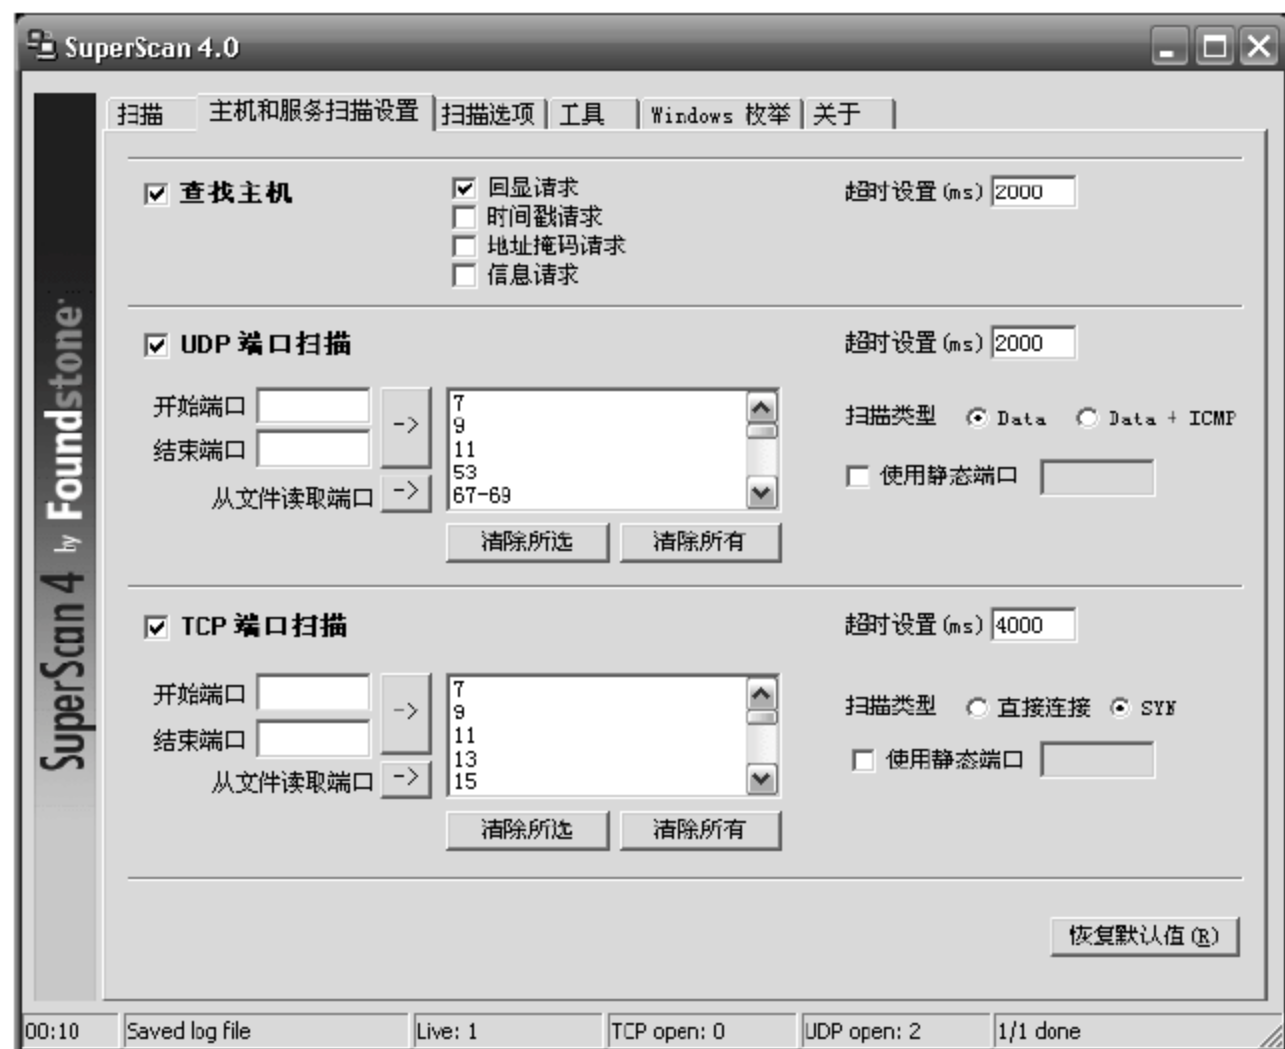 SuperScan 4.0
扫描 主机和服务扫描设置 扫描选项 工具 Windows 枚举 关于
查找主机
回显请求
时间戳请求
地址掩码请求
信息请求
超时设置(ms) 2000
UDP 端口扫描
超时设置(ms) 2000
开始端口
结束端口
->
从文件读取端口 ->
7
9
11
53
67-69
清除所选 清除所有
扫描类型 Data Data + ICMP
使用静态端口
TCP 端口扫描
超时设置(ms) 4000
开始端口
结束端口
->
从文件读取端口 ->
7
9
11
13
15
清除所选 清除所有
扫描类型 直接连接 SYN
使用静态端口
恢复默认值(R)
SuperScan 4 by Foundstone
00:10 Saved log file Live: 1 TCP open: 0 UDP open: 2 1/1 done